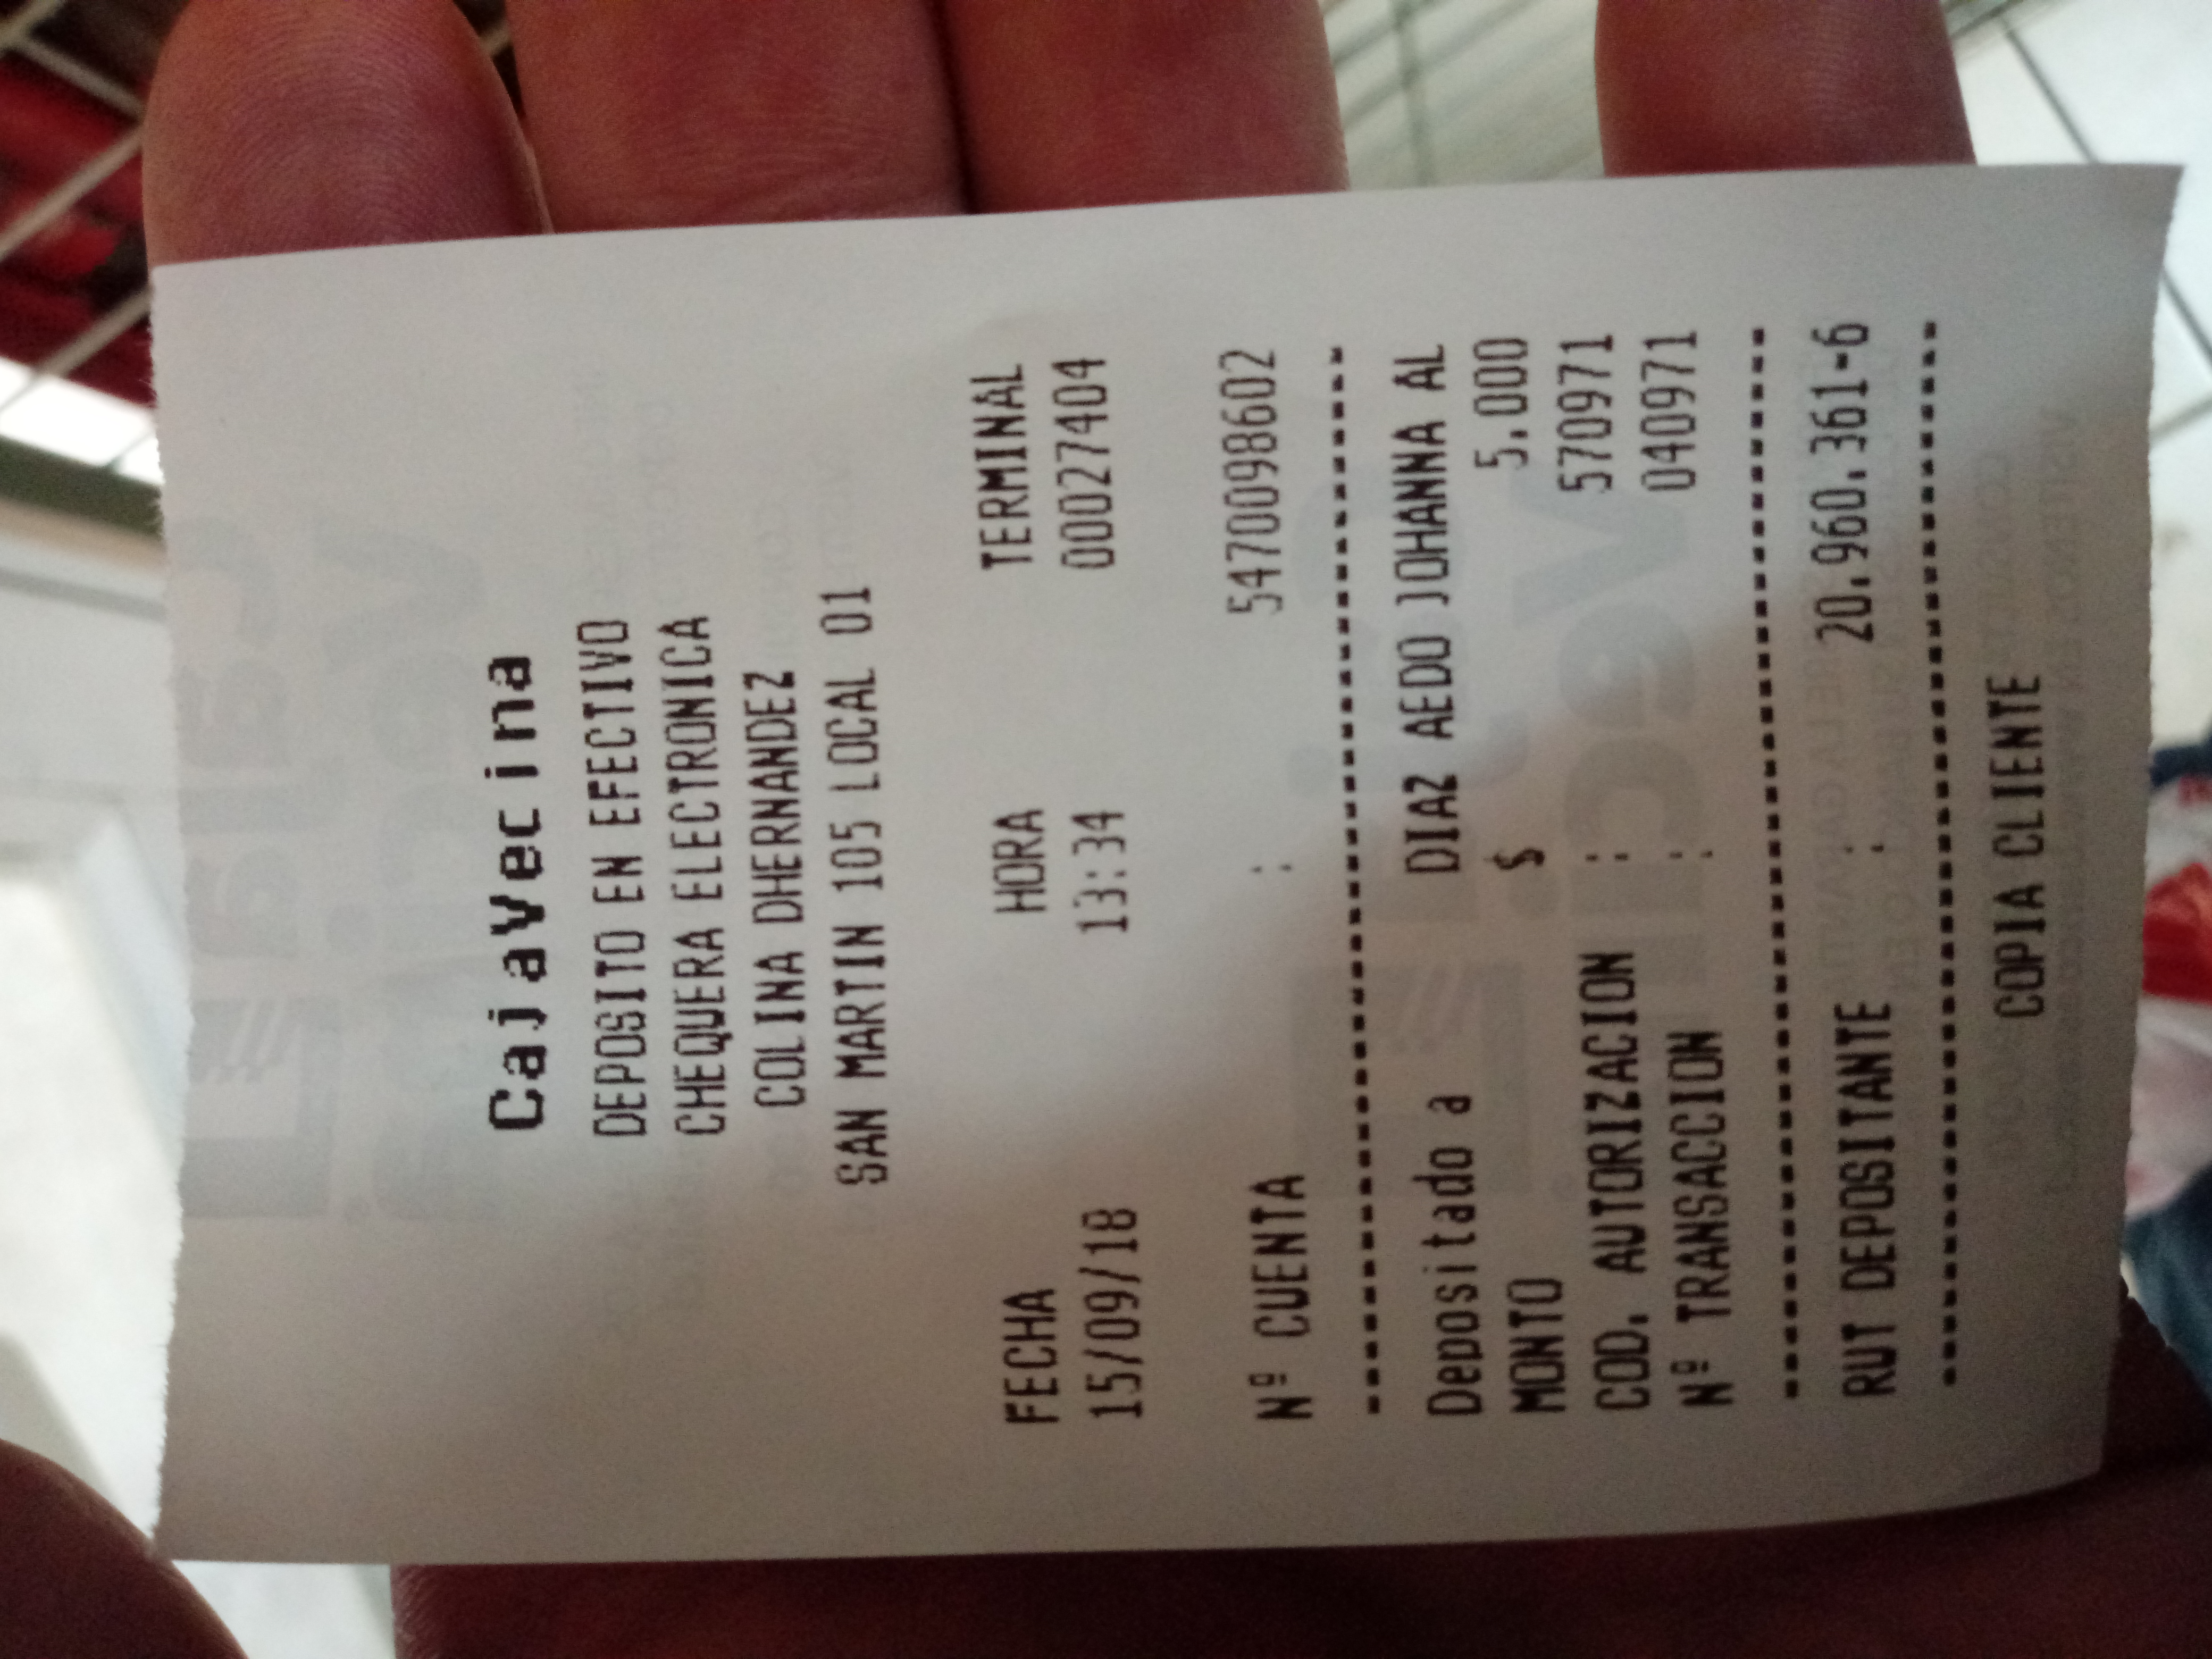 CajaVecina
DEPOSITO EN EFECTIVO
CHEQUERA ELECTRONICA
COLINA DHERNANDEZ
SAN MARTIN 105 LOCAL 01
FECHA HORA TERMINAL
15/09/18 13:34 00027404
Nº CUENTA : 5470098602
Depositado a DIAZ AEDO JOHANNA AL
MONTO $ 5.000
COD. AUTORIZACION : 570971
Nº TRANSACCION : 040971
RUT DEPOSITANTE : 20.960.361-6
COPIA CLIENTE